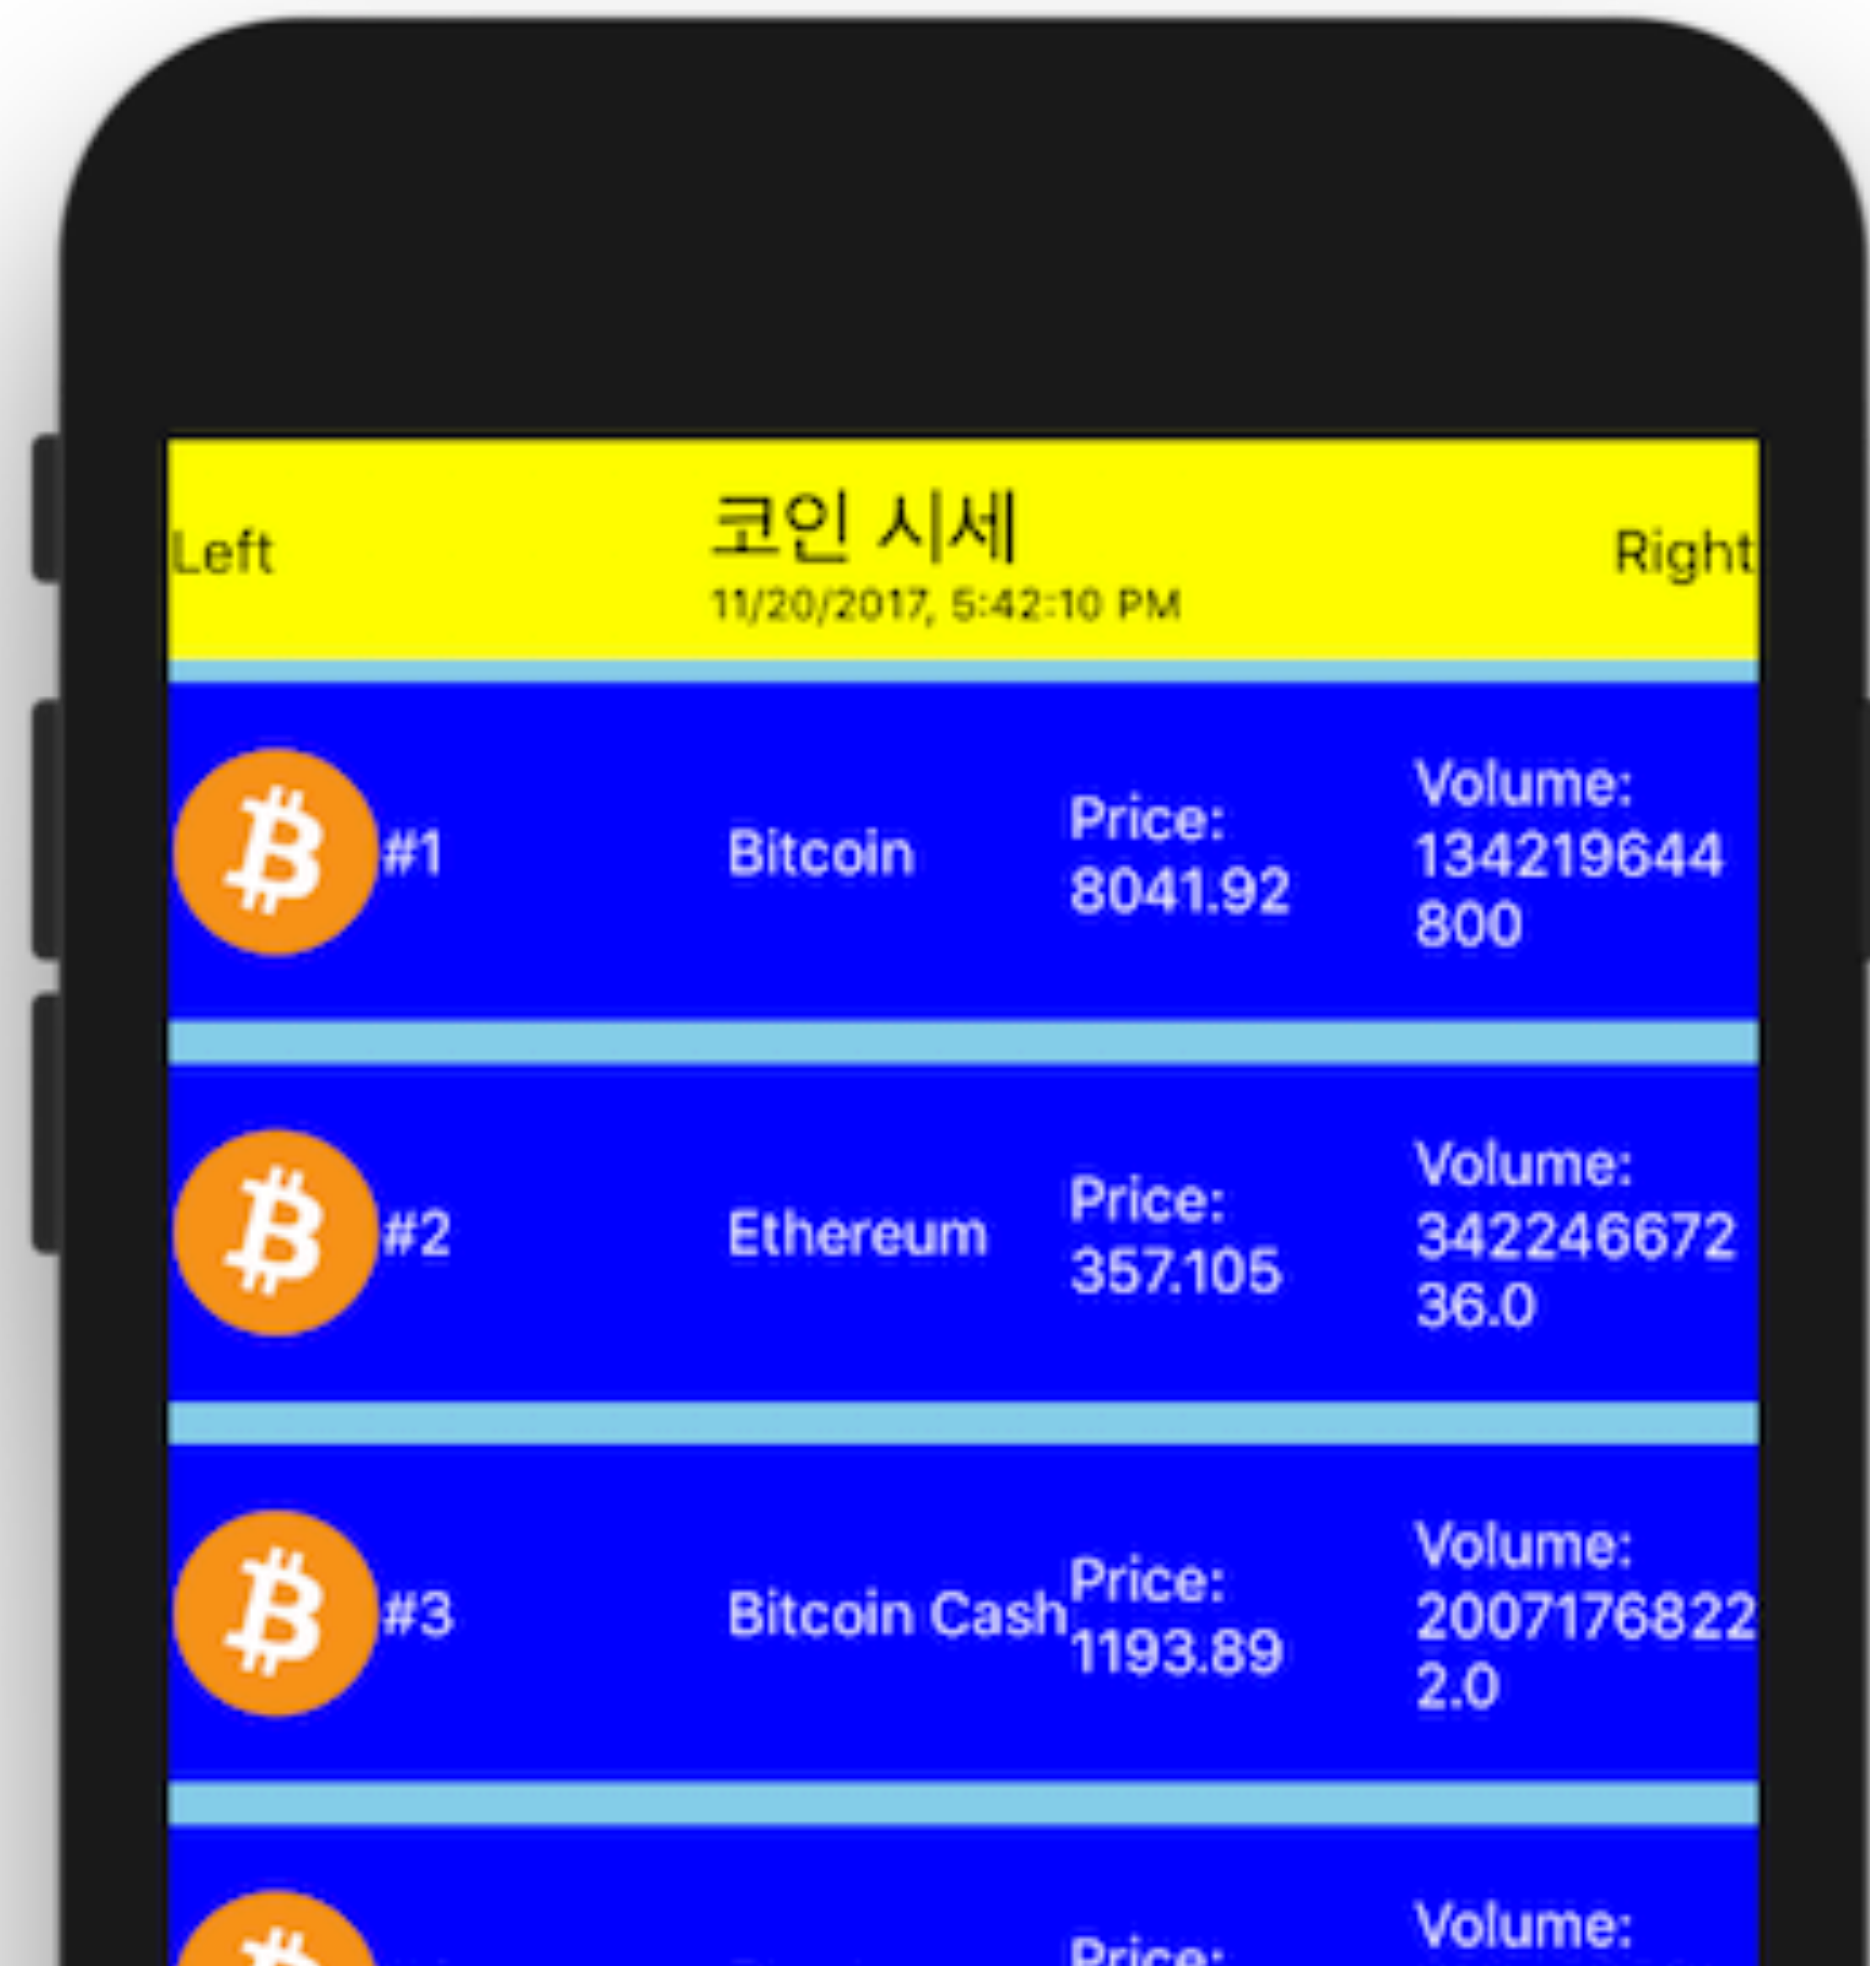 Left
코인 시세
11/20/2017, 5:42:10 PM
Right
#1
Bitcoin
Price:
8041.92
Volume:
134219644
800
#2
Ethereum
Price:
357.105
Volume:
342246672
36.0
#3
Bitcoin Cash
Price:
1193.89
Volume:
2007176822
2.0
Price:
Volume: